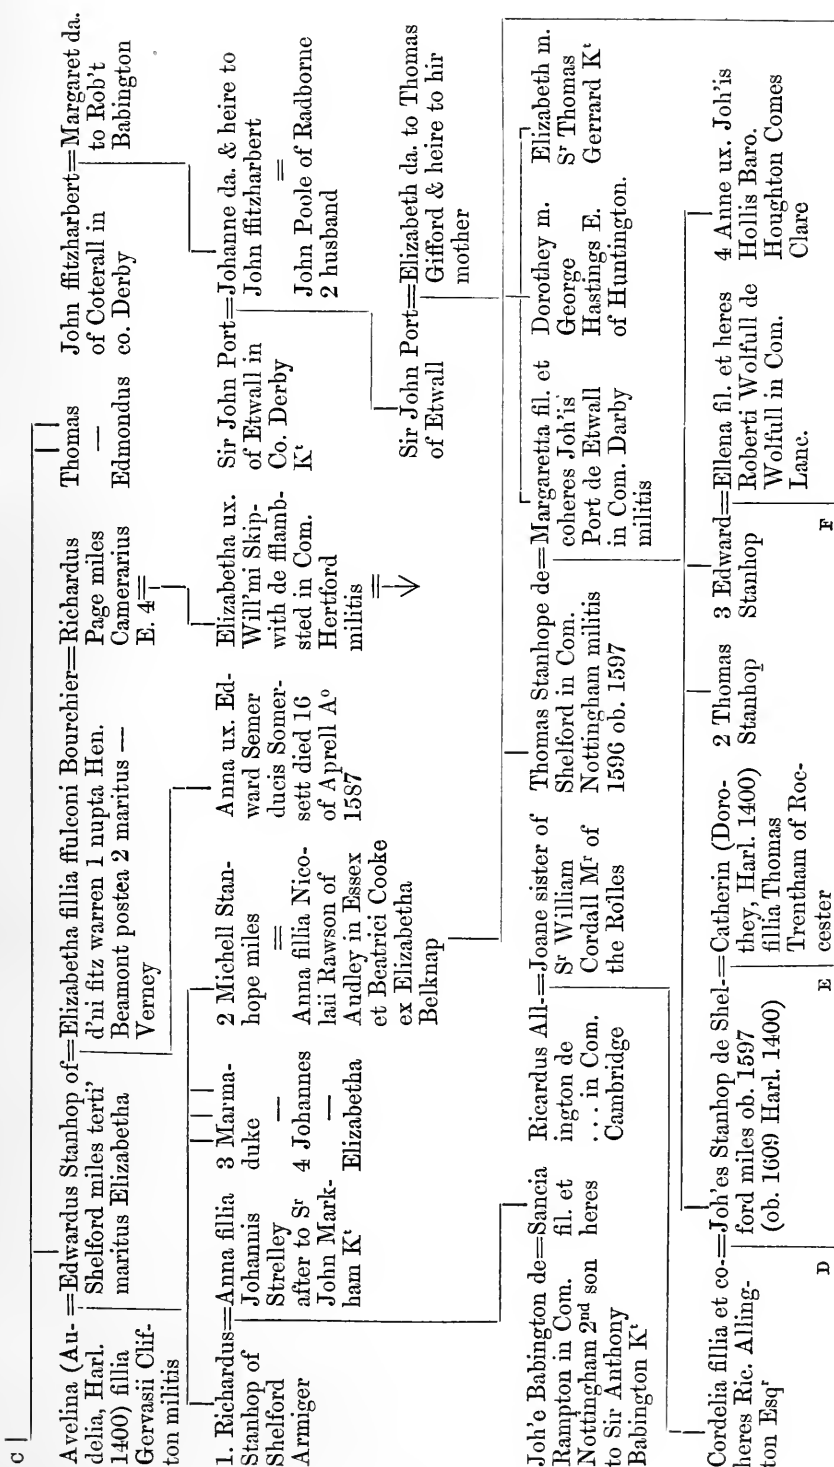 C
Avelina (Au-
delia, Harl.
1400) fillia
Gervasii Clif-
ton militis
=Edwardus Stanhop of
Shelford miles terti'
maritus Elizabetha
=Elizabetha fillia ffulconi Bourchier
d'ni fitz warren 1 nupta Hen.
Beamont postea 2 maritus —
Verney
=Richardus
Page miles
Camerarius
E. 4=
Thomas
—
Edmondus
John ffitzharbert
of Coterall in
co. Derby
=Margaret da.
to Rob't
Babington
1. Richardus
Stanhop of
Shelford
Armiger
=Anna fillia
Johannis
Strelley
after to Sr
John Mark-
ham Kt
3 Marma-
duke
—
4 Johannes
—
Elizabetha
2 Michell Stan-
hope miles
=
Anna fillia Nico-
laii Rawson of
Audley in Essex
et Beatrici Cooke
ex Elizabetha
Belknap
Anna ux. Ed-
ward Semer
ducis Somer-
sett died 16
of Aprell Ao
1587
Elizabetha ux.
Will'mi Skip-
with de fflamb-
sted in Com.
Hertford
militis
=
Sir John Port
of Etwall in
Co. Derby
Kt
=Johanne da. & heire to
John ffitzharbert
=
John Poole of Radborne
2 husband
Sir John Port
of Etwall
=Elizabeth da. to Thomas
Gifford & heire to hir
mother
Joh'e Babington de
Rampton in Com.
Nottingham 2nd son
to Sir Anthony
Babington Kt
=Sancia
fil. et
heres
Ricardus All-
ington de
. . . in Com.
Cambridge
=Joane sister of
Sr William
Cordall Mr of
the Rolles
Thomas Stanhope de
Shelford in Com.
Nottingham militis
1596 ob. 1597
=Margaretta fil. et
coheres Joh'is
Port de Etwall
in Com. Darby
militis
Dorothey m.
George
Hastings E.
of Huntington.
Elizabeth m.
Sr Thomas
Gerrard Kt
Cordelia fillia et co-
heres Ric. Alling-
ton Esqr
=Joh'es Stanhop de Shel-
ford miles ob. 1597
(ob. 1609 Harl. 1400)
=Catherin (Doro-
they, Harl. 1400)
fillia Thomas
Trentham of Roc-
cester
2 Thomas
Stanhop
3 Edward
Stanhop
=Ellena fil. et heres
Roberti Wolfull de
Wolfull in Com.
Lanc.
4 Anne ux. Joh'is
Hollis Baro.
Houghton Comes
Clare
D
E
F